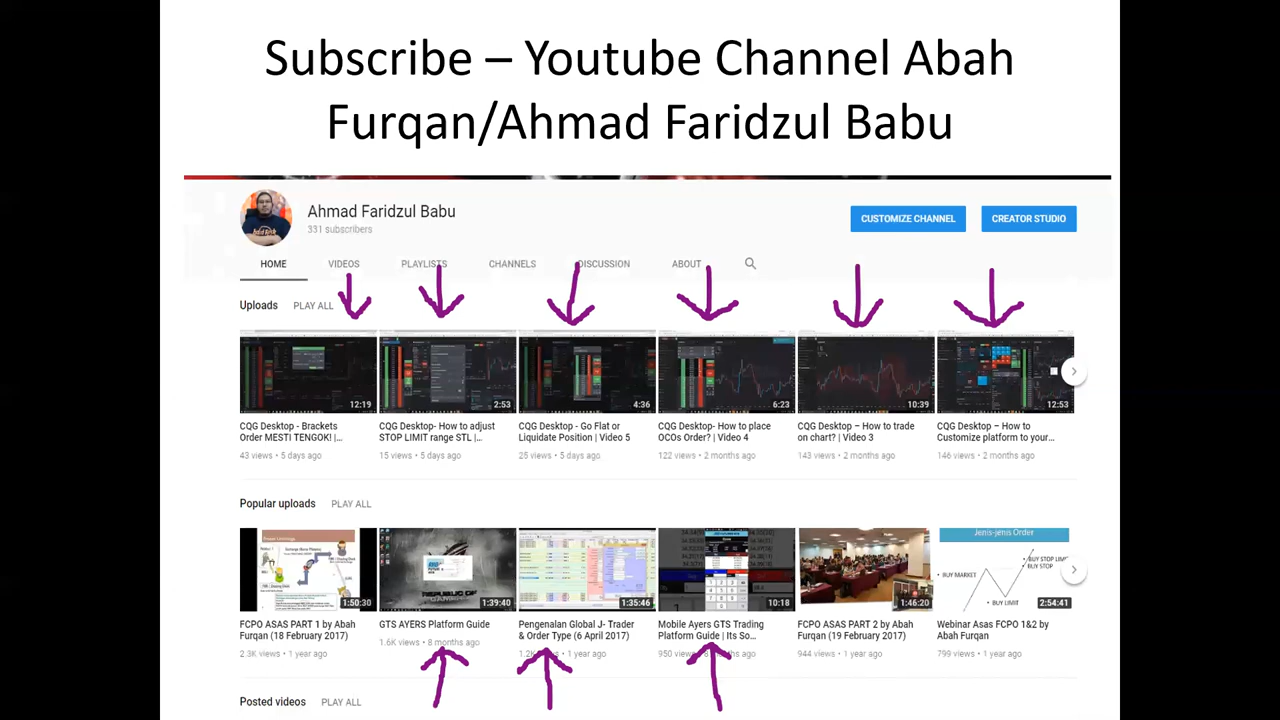 Subscribe – Youtube Channel Abah
Furqan/Ahmad Faridzul Babu
Ahmad Faridzul Babu
331 subscribers
CUSTOMIZE CHANNEL CREATOR STUDIO
HOME VIDEOS PLAYLISTS CHANNELS DISCUSSION ABOUT
Uploads PLAY ALL
12:19 2:53 4:36 6:23 10:39 12:53
CQG Desktop - Brackets
Order MESTI TENGOK! |...
43 views • 5 days ago
CQG Desktop- How to adjust
STOP LIMIT range STL |...
15 views • 5 days ago
CQG Desktop - Go Flat or
Liquidate Position | Video 5
25 views • 5 days ago
CQG Desktop- How to place
OCOs Order? | Video 4
122 views • 2 months ago
CQG Desktop – How to trade
on chart? | Video 3
143 views • 2 months ago
CQG Desktop – How to
Customize platform to your...
146 views • 2 months ago
Popular uploads PLAY ALL
Jenis-jenis Order
BUY STOP LIMIT
BUY STOP
BUY MARKET
BUY LIMIT
1:50:30 1:39:40 1:35:46 10:18 1:46:20 2:54:41
FCPO ASAS PART 1 by Abah
Furqan (18 February 2017)
2.3K views • 1 year ago
GTS AYERS Platform Guide
1.6K views • 8 months ago
Pengenalan Global J- Trader
& Order Type (6 April 2017)
1 year ago
Mobile Ayers GTS Trading
Platform Guide | Its So...
950 views months ago
FCPO ASAS PART 2 by Abah
Furqan (19 February 2017)
944 views • 1 year ago
Webinar Asas FCPO 1&2 by
Abah Furqan
799 views • 1 year ago
Posted videos PLAY ALL